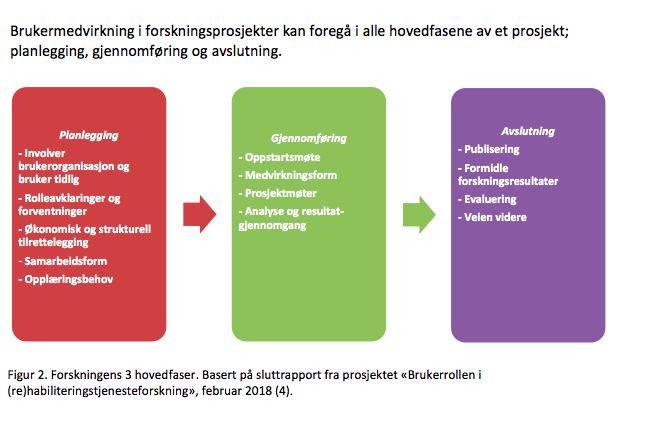 Brukermedvirkning i forskningsprosjekter kan foregå i alle hovedfasene av et prosjekt;
planlegging, gjennomføring og avslutning.
Planlegging
- Involver
brukerorganisasjon og
bruker tidlig
- Rolleavklaringer og
forventninger
- Økonomisk og strukturell
tilrettelegging
- Samarbeidsform
- Opplæringsbehov
Gjennomføring
- Oppstartsmøte
- Medvirkningsform
- Prosjektmøter
- Analyse og resultat-
gjennomgang
Avslutning
- Publisering
- Formidle
forskningsresultater
- Evaluering
- Veien videre
Figur 2. Forskningens 3 hovedfaser. Basert på sluttrapport fra prosjektet «Brukerrollen i
(re)habiliteringstjenesteforskning», februar 2018 (4).